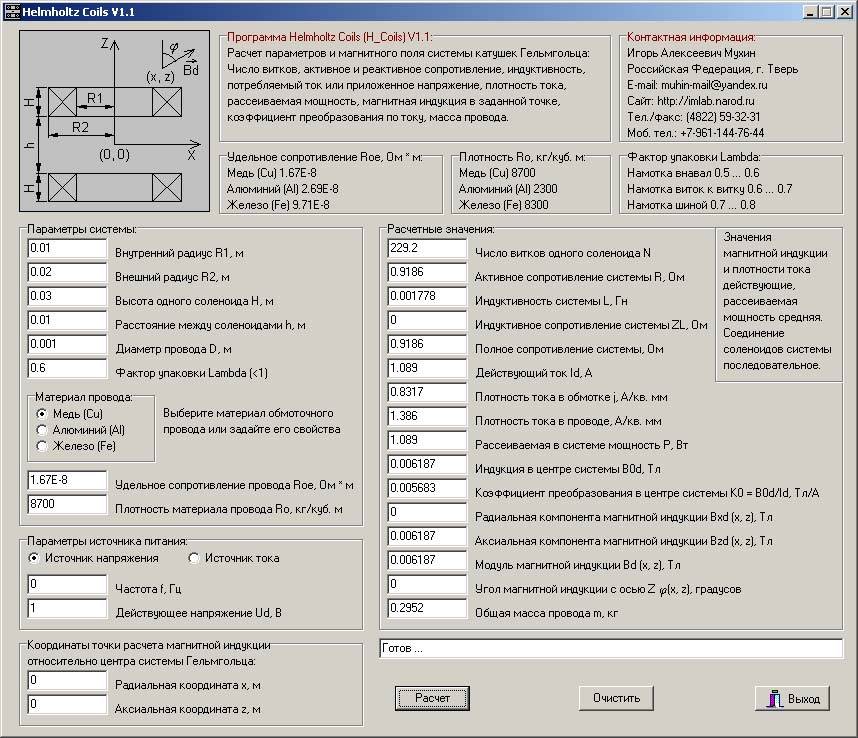 Helmholtz Coils V1.1
Z
φ
Bd
(x, z)
H
R1
R2
h
(0, 0)
X
H
Программа Helmholtz Coils (H_Coils) V1.1:
Расчет параметров и магнитного поля системы катушек Гельмгольца:
Число витков, активное и реактивное сопротивление, индуктивность,
потребляемый ток или приложенное напряжение, плотность тока,
рассеиваемая мощность, магнитная индукция в заданной точке,
коэффициент преобразования по току, масса провода.
Контактная информация:
Игорь Алексеевич Мухин
Российская Федерация, г. Тверь
E-mail: muhin-mail@yandex.ru
Сайт: http://imlab.narod.ru
Тел./Факс: (4822) 59-32-31
Моб. тел.: +7-961-144-76-44
Удельное сопротивление Roe, Ом * м:
Медь (Cu) 1.67E-8
Алюминий (Al) 2.69E-8
Железо (Fe) 9.71E-8
Плотность Ro, кг/куб. м:
Медь (Cu) 8700
Алюминий (Al) 2300
Железо (Fe) 8300
Фактор упаковки Lambda:
Намотка внавал 0.5 ... 0.6
Намотка виток к витку 0.6 ... 0.7
Намотка шиной 0.7 ... 0.8
Параметры системы:
0.01 Внутренний радиус R1, м
0.02 Внешний радиус R2, м
0.03 Высота одного соленоида H, м
0.01 Расстояние между соленоидами h, м
0.001 Диаметр провода D, м
0.6 Фактор упаковки Lambda (<1)
Материал провода:
Медь (Cu)
Алюминий (Al)
Железо (Fe)
Выберите материал обмоточного
провода или задайте его свойства
1.67E-8 Удельное сопротивление провода Roe, Ом * м
8700 Плотность материала провода Ro, кг/куб. м
Параметры источника питания:
Источник напряжения Источник тока
0 Частота f, Гц
1 Действующее напряжение Ud, В
Координаты точки расчета магнитной индукции
относительно центра системы Гельмгольца:
0 Радиальная координата x, м
0 Аксиальная координата z, м
Расчетные значения:
229.2 Число витков одного соленоида N
0.9186 Активное сопротивление системы R, Ом
0.001778 Индуктивность системы L, Гн
0 Индуктивное сопротивление системы ZL, Ом
0.9186 Полное сопротивление системы, Ом
1.089 Действующий ток Id, А
0.8317 Плотность тока в обмотке j, А/кв. мм
1.386 Плотность тока в проводе, А/кв. мм
1.089 Рассеиваемая в системе мощность P, Вт
0.006187 Индукция в центре системы B0d, Тл
0.005683 Коэффициент преобразования в центре системы K0 = B0d/Id, Тл/А
0 Радиальная компонента магнитной индукции Bxd (x, z), Тл
0.006187 Аксиальная компонента магнитной индукции Bzd (x, z), Тл
0.006187 Модуль магнитной индукции Bd (x, z), Тл
0 Угол магнитной индукции с осью Z φ(x, z), градусов
0.2952 Общая масса провода m, кг
Значения
магнитной индукции
и плотности тока
действующие,
рассеиваемая
мощность средняя.
Соединение
соленоидов системы
последовательное.
Готов ...
Расчет
Очистить
Выход